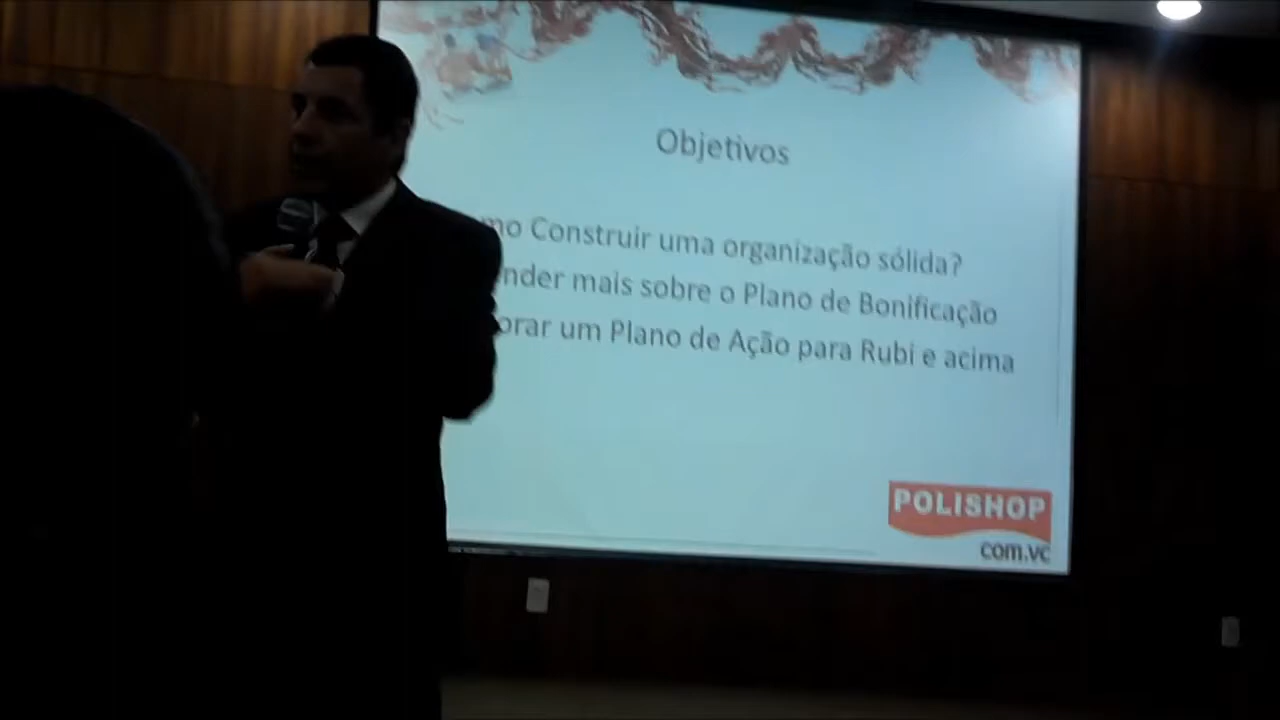 Objetivos
mo Construir uma organização sólida?
nder mais sobre o Plano de Bonificação
orar um Plano de Ação para Rubi e acima
POLISHOP
com.vc